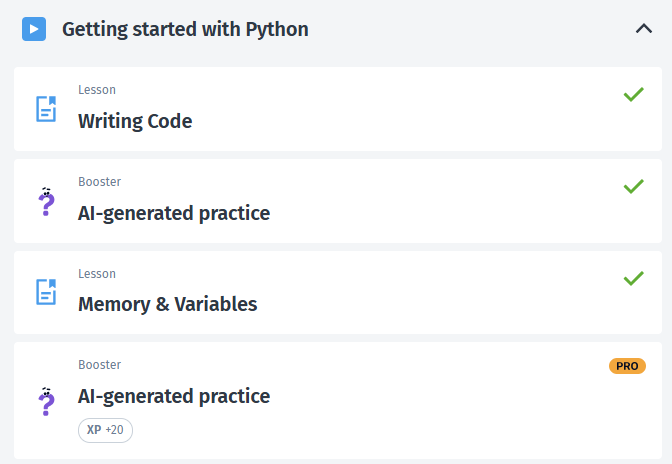 Getting started with Python
Lesson
Writing Code
Booster
AI-generated practice
Lesson
Memory & Variables
Booster
PRO
AI-generated practice
XP +20